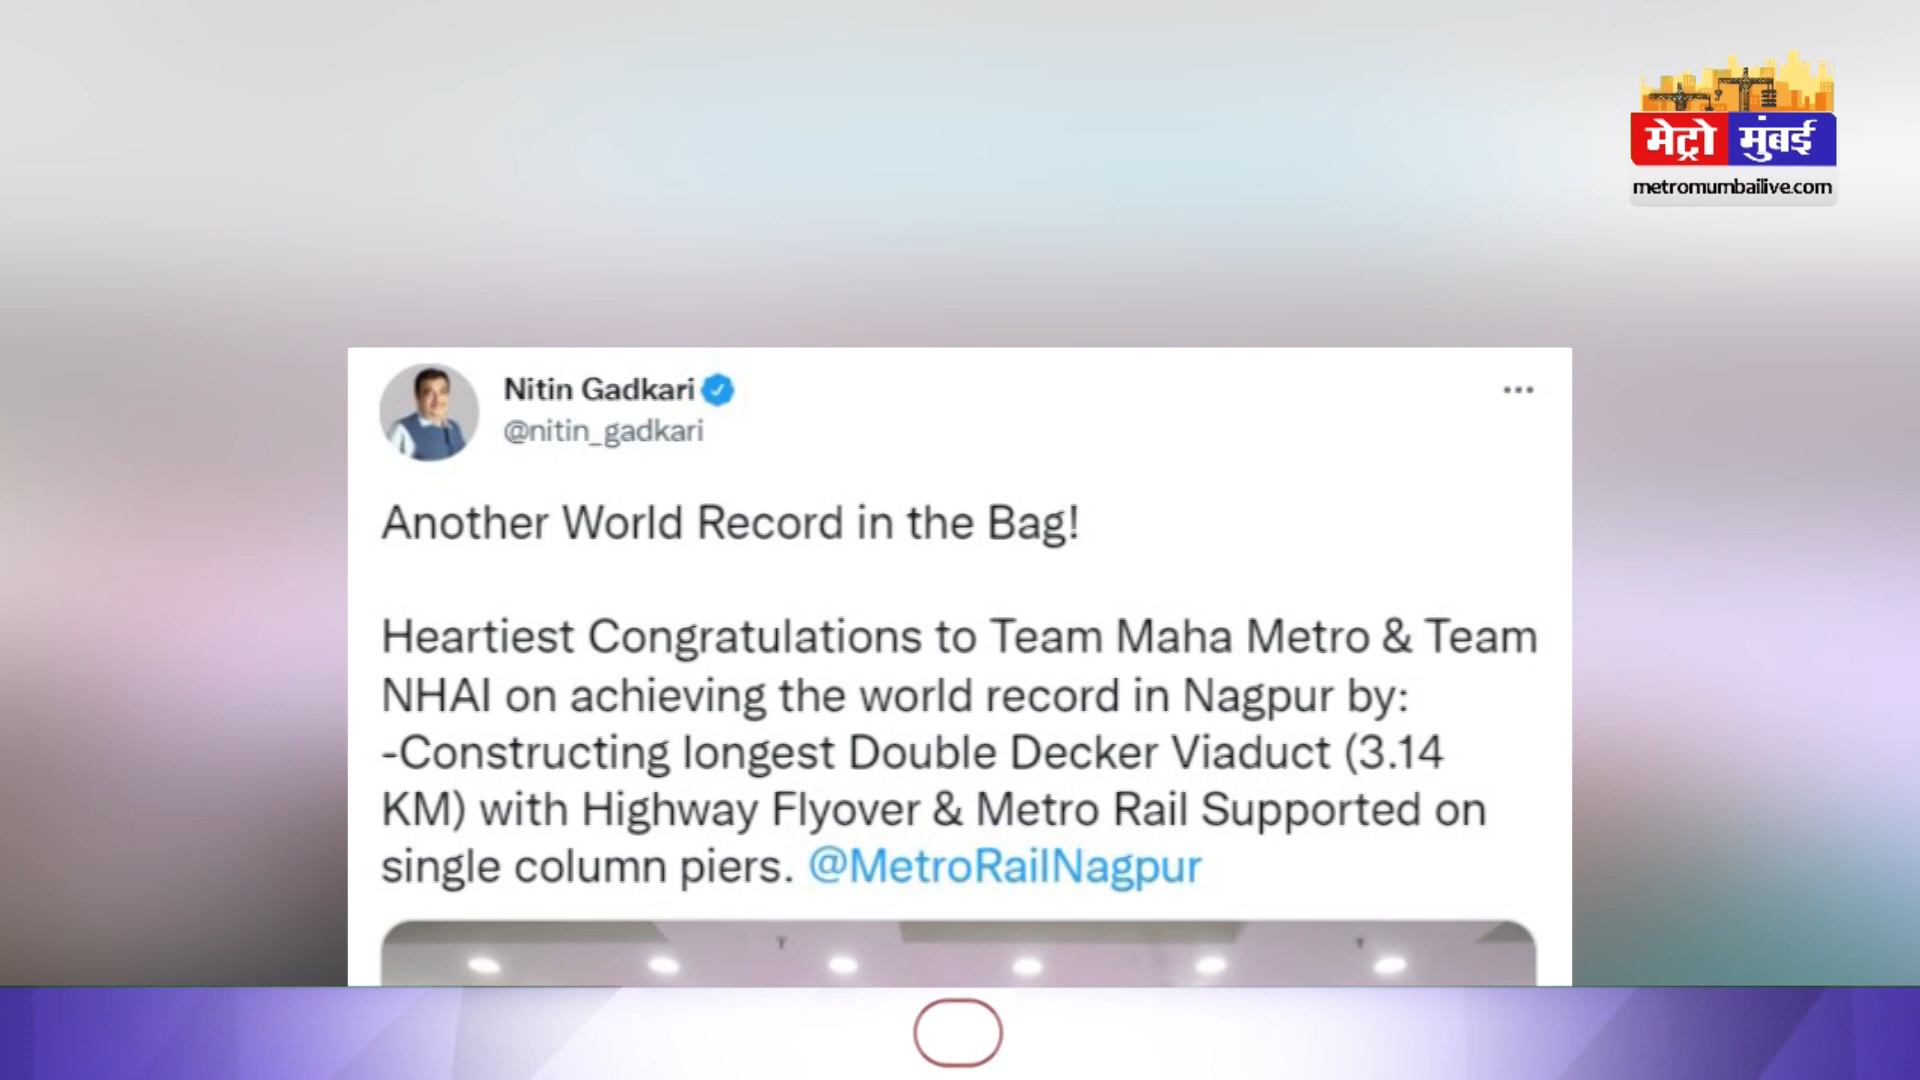 मेट्रो मुंबई
metromumbailive.com
Nitin Gadkari
@nitin_gadkari
Another World Record in the Bag!
Heartiest Congratulations to Team Maha Metro & Team
NHAI on achieving the world record in Nagpur by:
-Constructing longest Double Decker Viaduct (3.14
KM) with Highway Flyover & Metro Rail Supported on
single column piers. @MetroRailNagpur